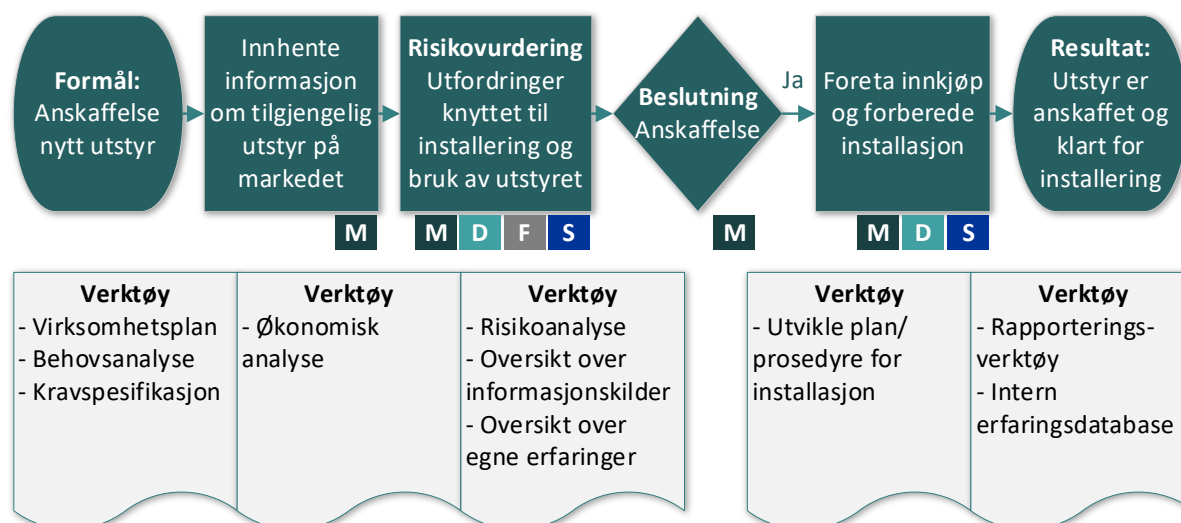 Formål:
Anskaffelse
nytt utstyr
Innhente
informasjon
om tilgjengelig
utstyr på
markedet
M
Risikovurdering
Utfordringer
knyttet til
installering og
bruk av utstyret
M D F S
Beslutning
Anskaffelse
M
Ja
Foreta innkjøp
og forberede
installasjon
M D S
Resultat:
Utstyr er
anskaffet og
klart for
installering
Verktøy
- Virksomhetsplan
- Behovsanalyse
- Kravspesifikasjon
Verktøy
- Økonomisk
analyse
Verktøy
- Risikoanalyse
- Oversikt over
informasjonskilder
- Oversikt over
egne erfaringer
Verktøy
- Utvikle plan/
prosedyre for
installasjon
Verktøy
- Rapporterings-
verktøy
- Intern
erfaringsdatabase